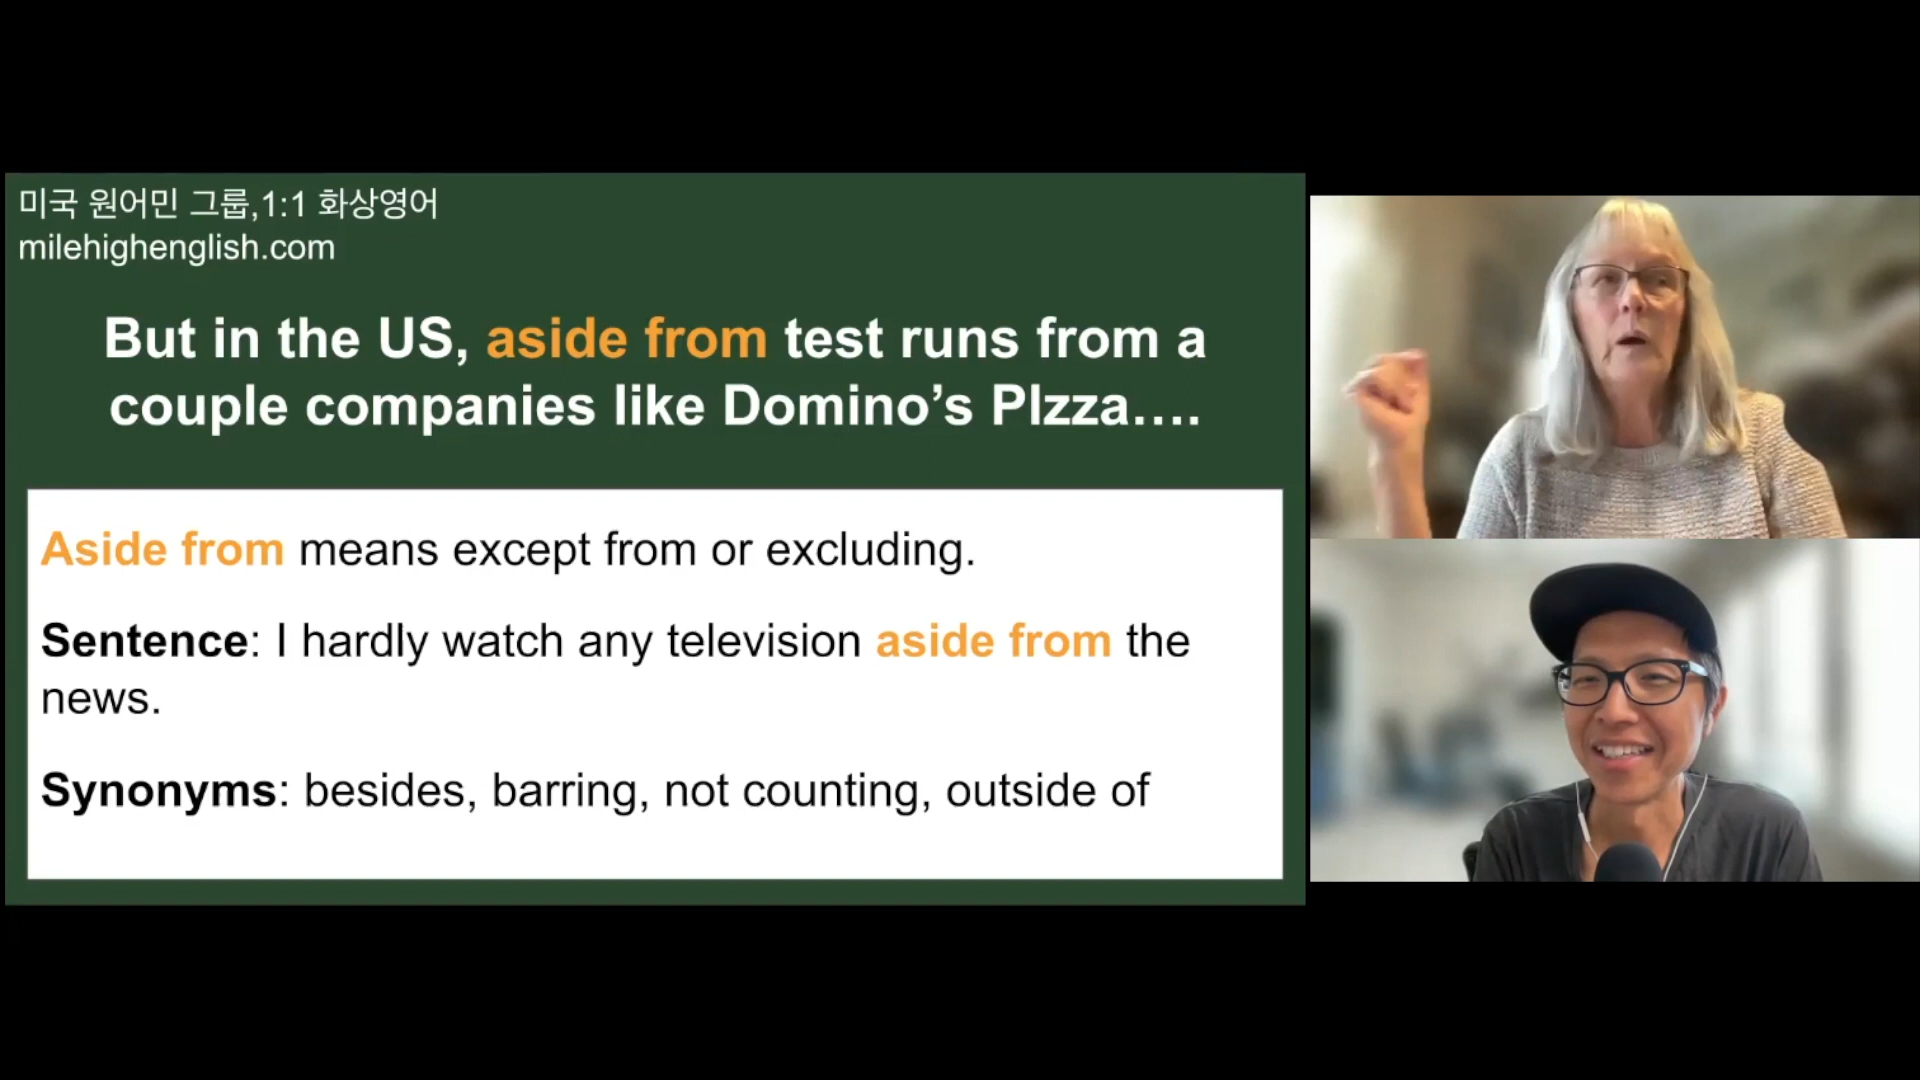 미국 원어민 그룹,1:1 화상영어
milehighenglish.com
But in the US, aside from test runs from a
couple companies like Domino’s PIzza….
Aside from means except from or excluding.
Sentence: I hardly watch any television aside from the
news.
Synonyms: besides, barring, not counting, outside of